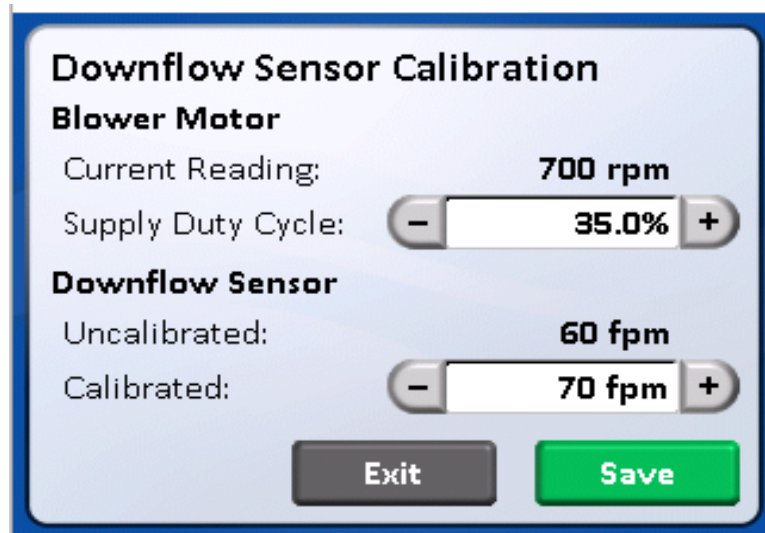 Downflow Sensor Calibration
Blower Motor
Current Reading: 700 rpm
Supply Duty Cycle: - 35.0% +
Downflow Sensor
Uncalibrated: 60 fpm
Calibrated: - 70 fpm +
Exit Save